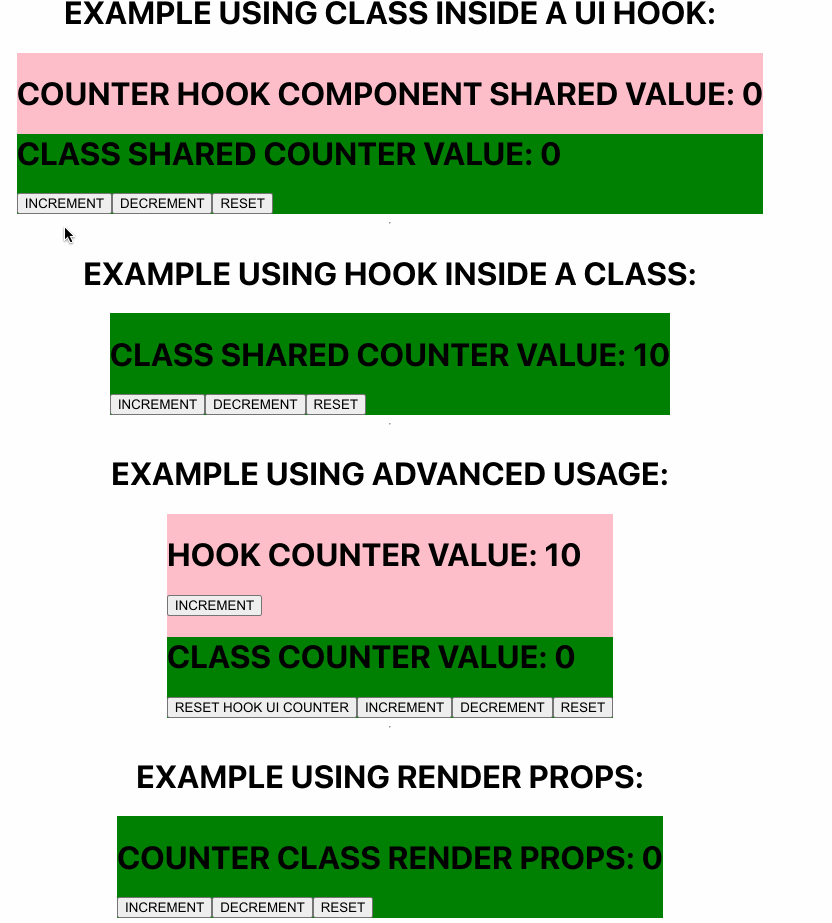 EXAMPLE USING CLASS INSIDE A UI HOOK:
COUNTER HOOK COMPONENT SHARED VALUE: 0
CLASS SHARED COUNTER VALUE: 0
INCREMENT DECREMENT RESET
EXAMPLE USING HOOK INSIDE A CLASS:
CLASS SHARED COUNTER VALUE: 10
INCREMENT DECREMENT RESET
EXAMPLE USING ADVANCED USAGE:
HOOK COUNTER VALUE: 10
INCREMENT
CLASS COUNTER VALUE: 0
RESET HOOK UI COUNTER INCREMENT DECREMENT RESET
EXAMPLE USING RENDER PROPS:
COUNTER CLASS RENDER PROPS: 0
INCREMENT DECREMENT RESET